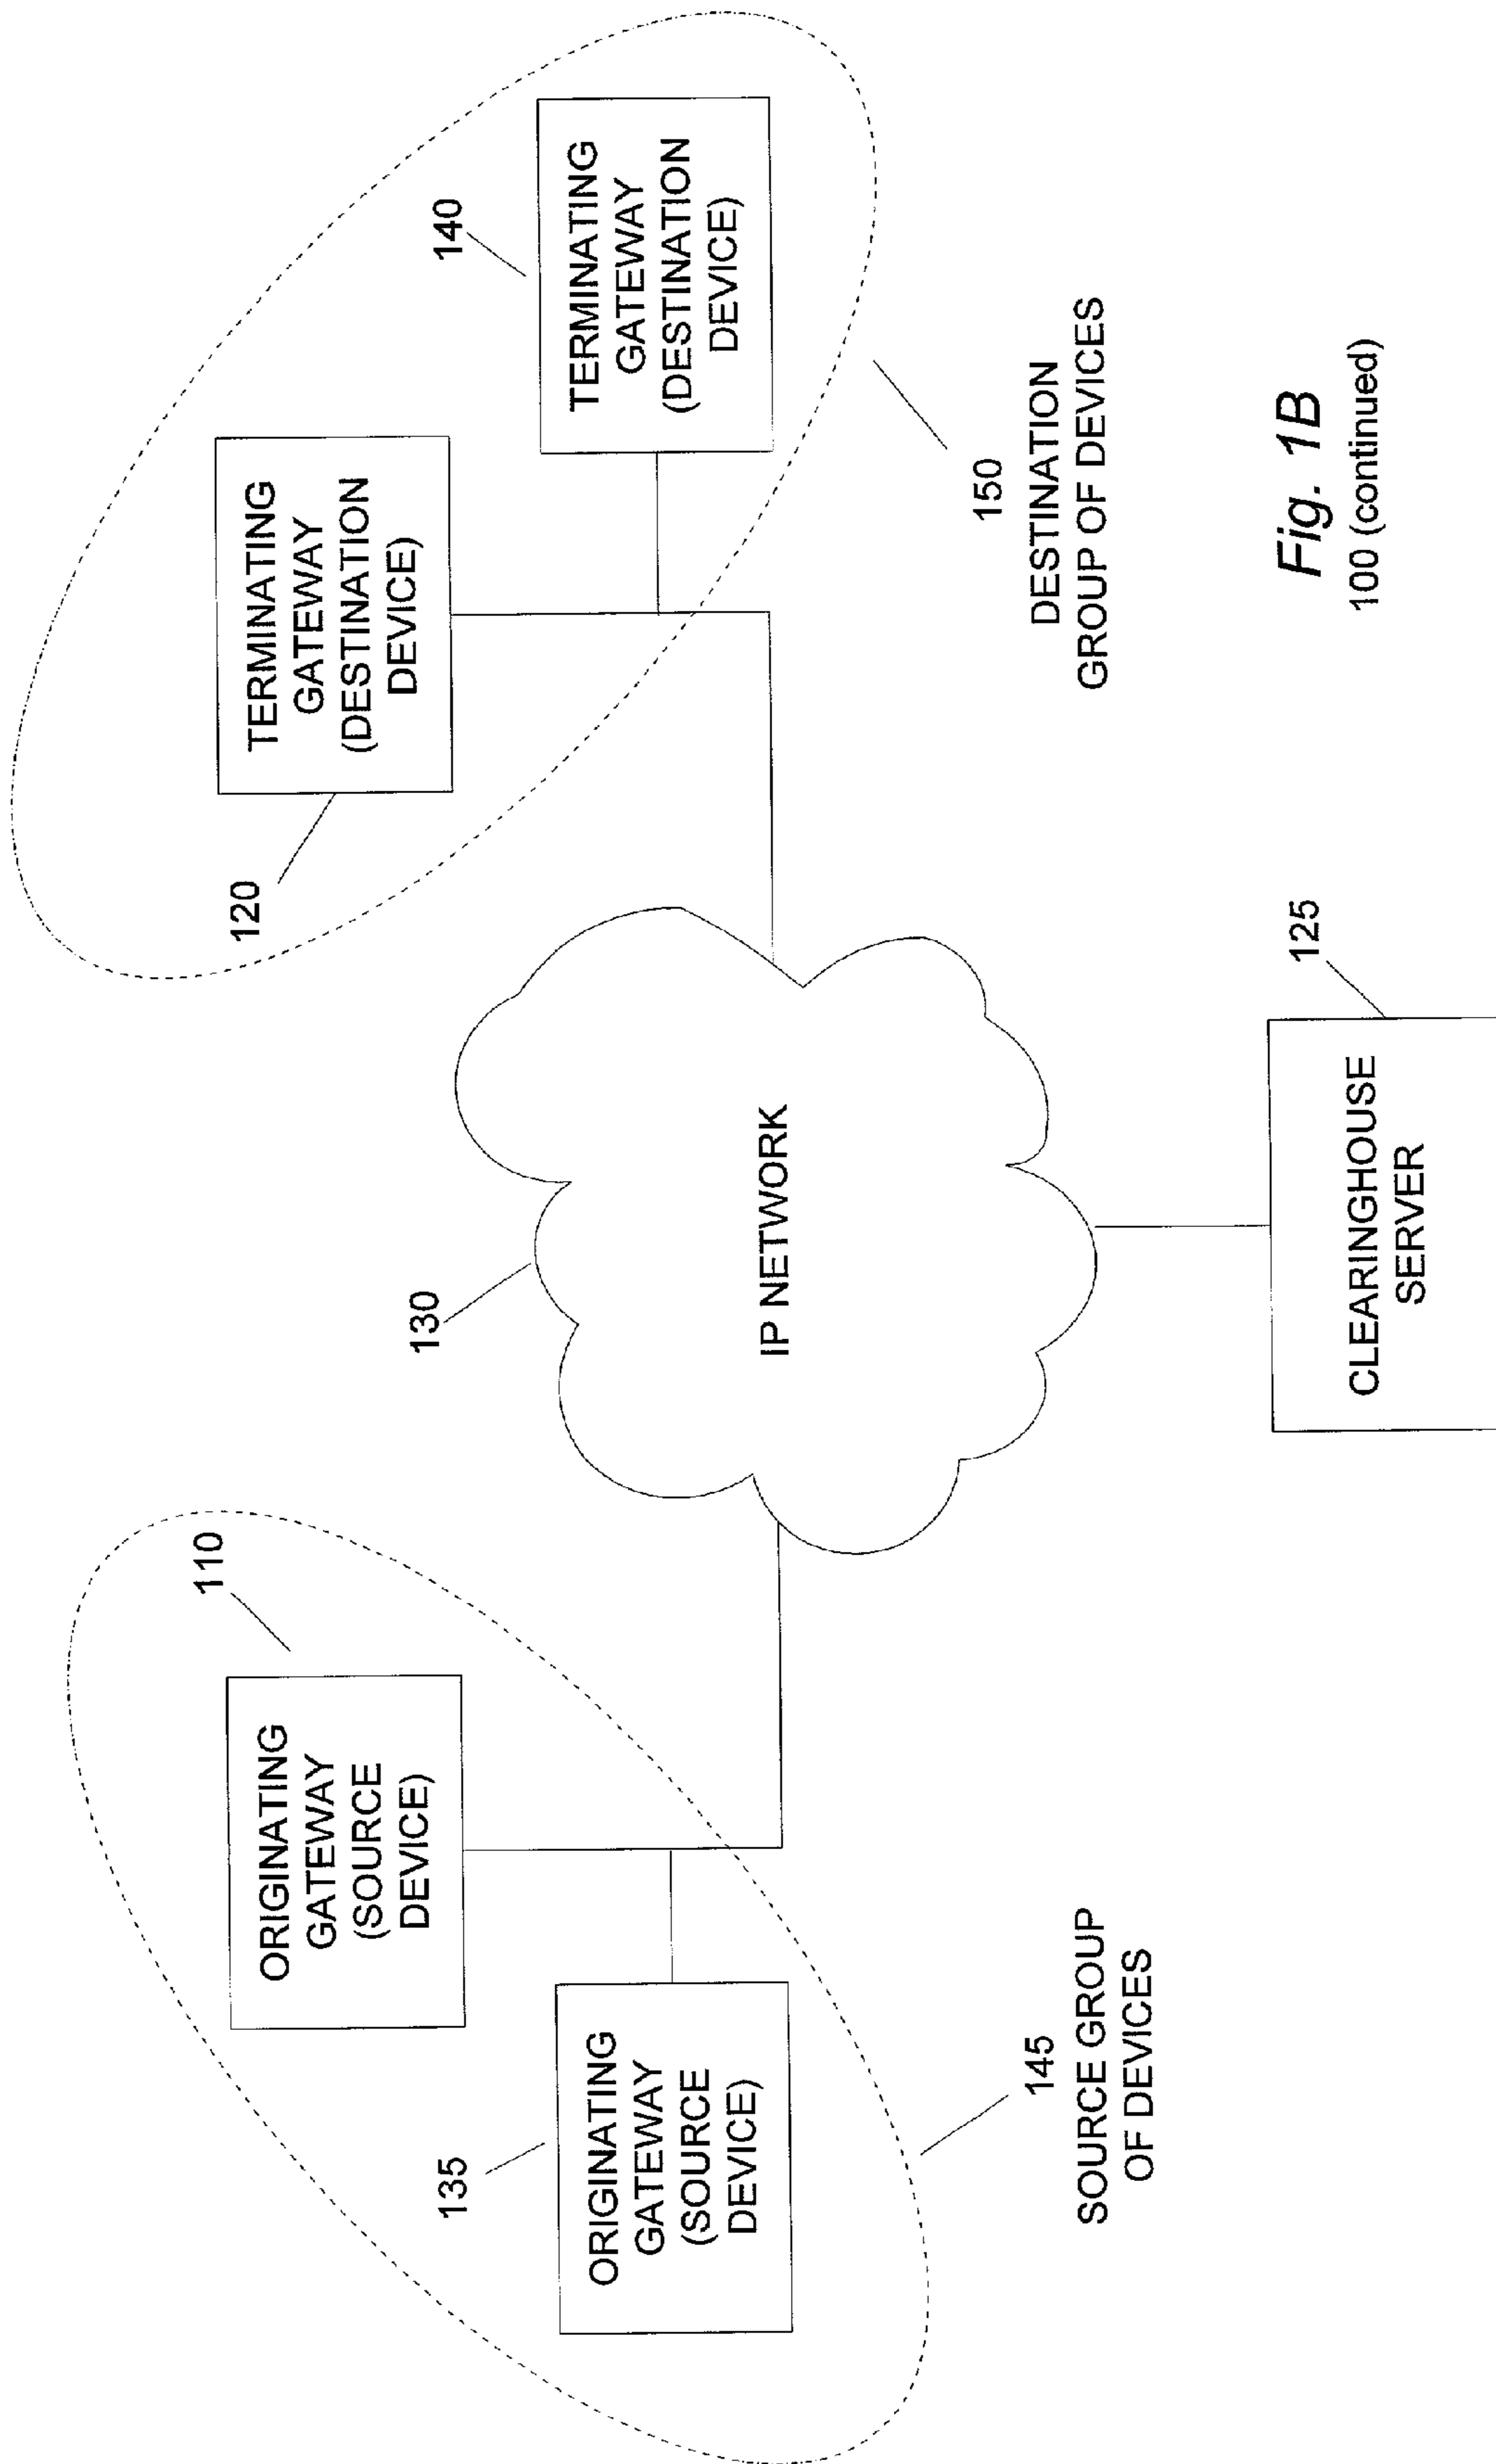 110
ORIGINATING
GATEWAY
(SOURCE
DEVICE)
135
ORIGINATING
GATEWAY
(SOURCE
DEVICE)
145
SOURCE GROUP
OF DEVICES
130
IP NETWORK
CLEARINGHOUSE
SERVER
125
120
TERMINATING
GATEWAY
(DESTINATION
DEVICE)
140
TERMINATING
GATEWAY
(DESTINATION
DEVICE)
150
DESTINATION
GROUP OF DEVICES
Fig. 1B
100 (continued)